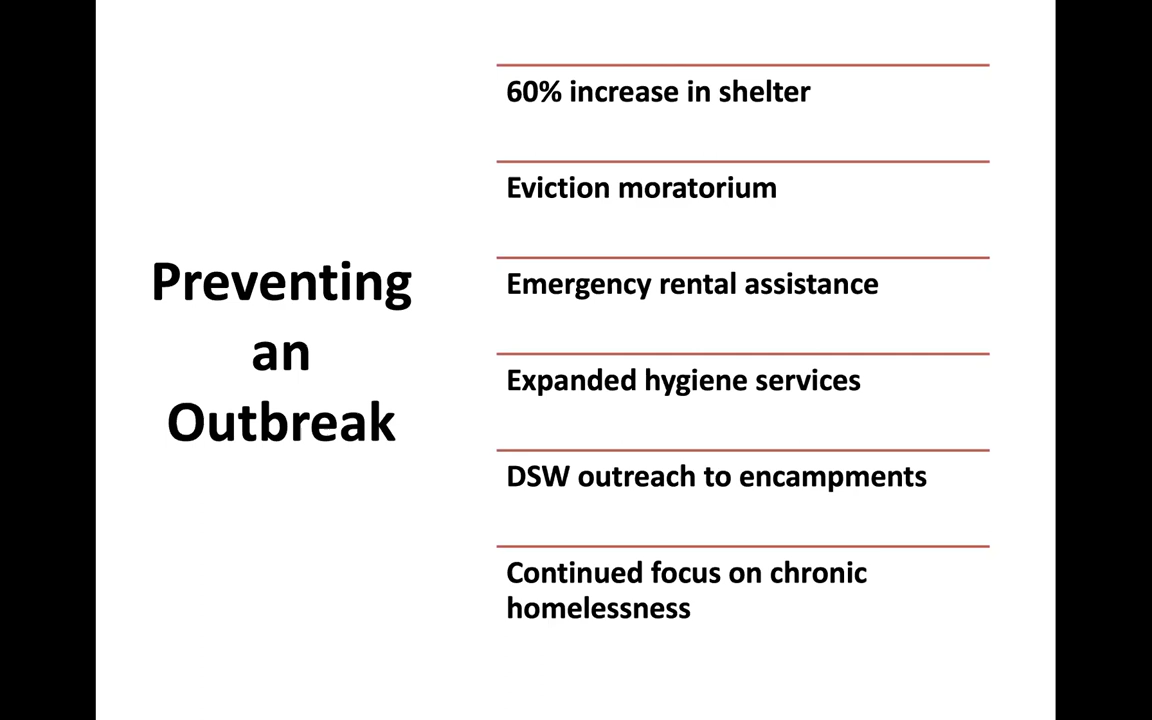 Preventing
an
Outbreak
60% increase in shelter
Eviction moratorium
Emergency rental assistance
Expanded hygiene services
DSW outreach to encampments
Continued focus on chronic
homelessness